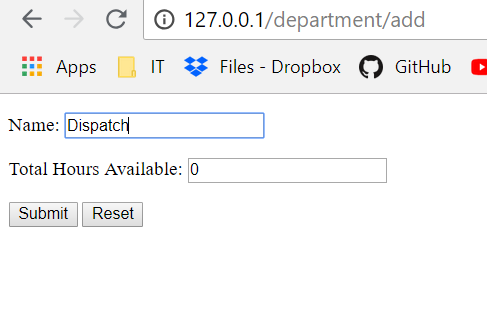 127.0.0.1/department/add
Apps IT Files - Dropbox GitHub
Name: Dispatch
Total Hours Available: 0
Submit Reset